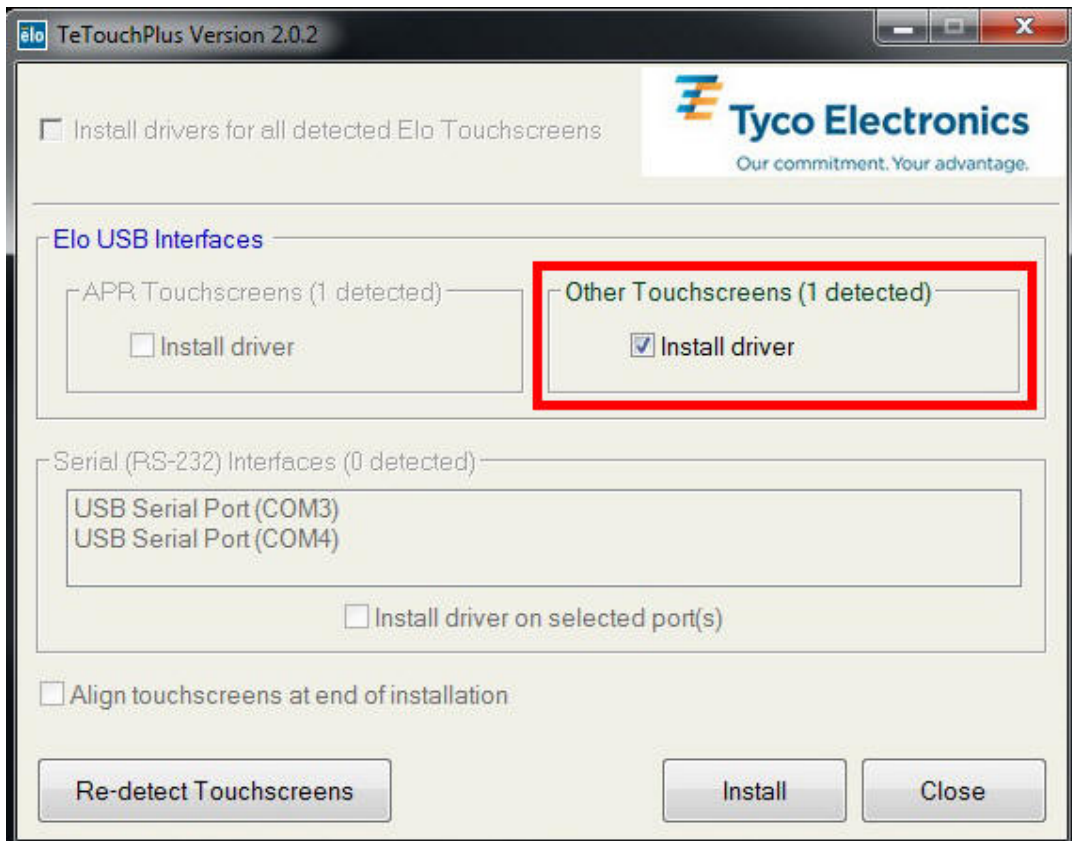 elo TeTouchPlus Version 2.0.2
Install drivers for all detected Elo Touchscreens
Tyco Electronics
Our commitment. Your advantage.
Elo USB Interfaces
APR Touchscreens (1 detected)
Install driver
Other Touchscreens (1 detected)
Install driver
Serial (RS-232) Interfaces (0 detected)
USB Serial Port (COM3)
USB Serial Port (COM4)
Install driver on selected port(s)
Align touchscreens at end of installation
Re-detect Touchscreens
Install
Close